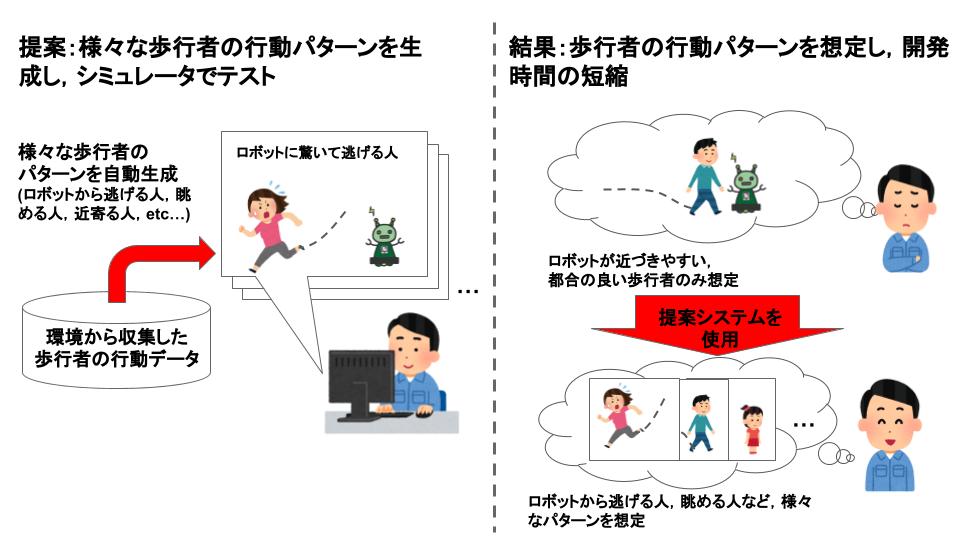 提案：様々な歩行者の行動パターンを生
成し，シミュレータでテスト
様々な歩行者の
パターンを自動生成
(ロボットから逃げる人，眺
める人，近寄る人，etc…)
ロボットに驚いて逃げる人
…
環境から収集した
歩行者の行動データ
結果：歩行者の行動パターンを想定し，開発
時間の短縮
ロボットが近づきやすい，
都合の良い歩行者のみ想定
提案システムを
使用
…
ロボットから逃げる人，眺める人など，様々
なパターンを想定